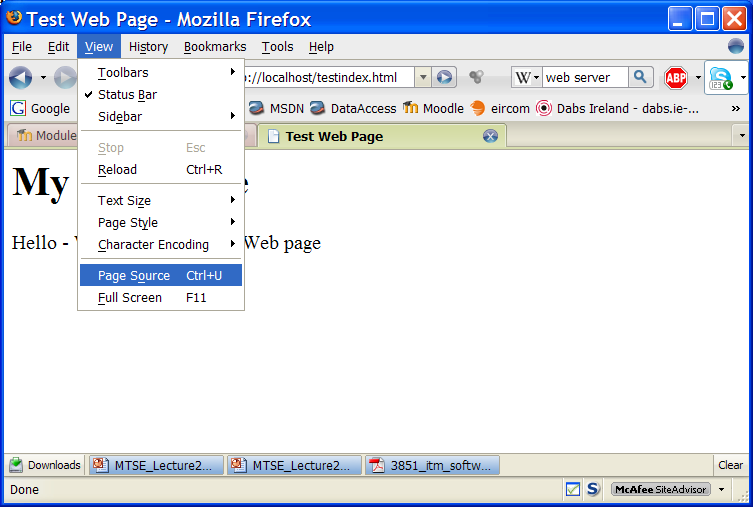 Test Web Page - Mozilla Firefox
File Edit View History Bookmarks Tools Help
://localhost/testindex.html W web server ABP 123
Google MSDN DataAccess Moodle eircom Dabs Ireland - dabs.ie-... »
Module Test Web Page
Toolbars
Status Bar
Sidebar
Stop Esc
Reload Ctrl+R
Text Size
Page Style
Character Encoding
Page Source Ctrl+U
Full Screen F11
My
Hello - Web page
Downloads MTSE_Lecture2... MTSE_Lecture2... 3851_itm_softw... Clear
Done S McAfee SiteAdvisor